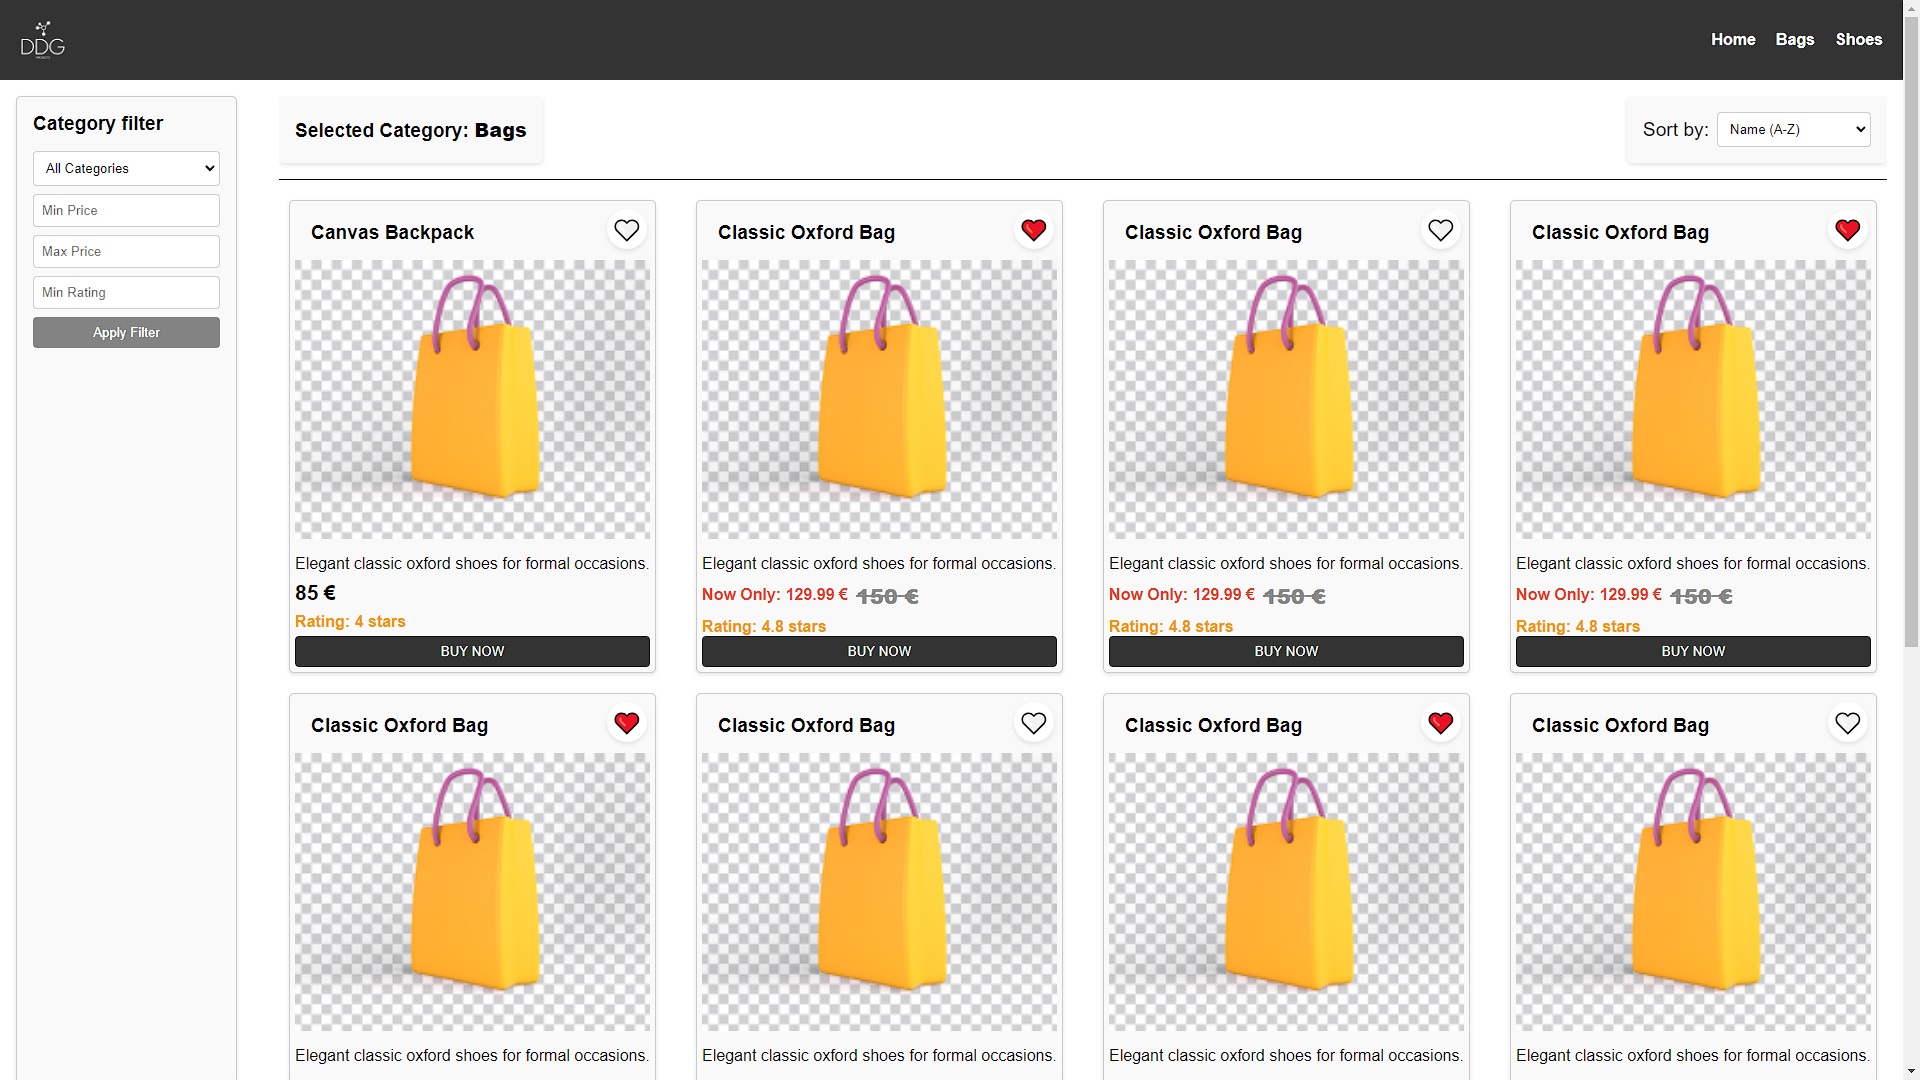 DDG
Home Bags Shoes
Category filter
All Categories
Min Price
Max Price
Min Rating
Apply Filter
Selected Category: Bags
Sort by: Name (A-Z)
Canvas Backpack
Elegant classic oxford shoes for formal occasions.
85 €
Rating: 4 stars
BUY NOW
Classic Oxford Bag
Elegant classic oxford shoes for formal occasions.
Now Only: 129.99 € 150 €
Rating: 4.8 stars
BUY NOW
Classic Oxford Bag
Elegant classic oxford shoes for formal occasions.
Now Only: 129.99 € 150 €
Rating: 4.8 stars
BUY NOW
Classic Oxford Bag
Elegant classic oxford shoes for formal occasions.
Now Only: 129.99 € 150 €
Rating: 4.8 stars
BUY NOW
Classic Oxford Bag
Elegant classic oxford shoes for formal occasions.
Classic Oxford Bag
Elegant classic oxford shoes for formal occasions.
Classic Oxford Bag
Elegant classic oxford shoes for formal occasions.
Classic Oxford Bag
Elegant classic oxford shoes for formal occasions.